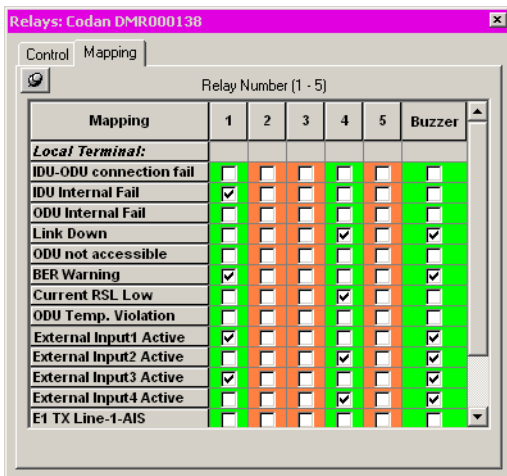 Relays: Codan DMR000138
Control Mapping
Relay Number (1 - 5)
Mapping 1 2 3 4 5 Buzzer
Local Terminal:
IDU-ODU connection fail
IDU Internal Fail
ODU Internal Fail
Link Down
ODU not accessible
BER Warning
Current RSL Low
ODU Temp. Violation
External Input1 Active
External Input2 Active
External Input3 Active
External Input4 Active
E1 TX Line-1-AIS